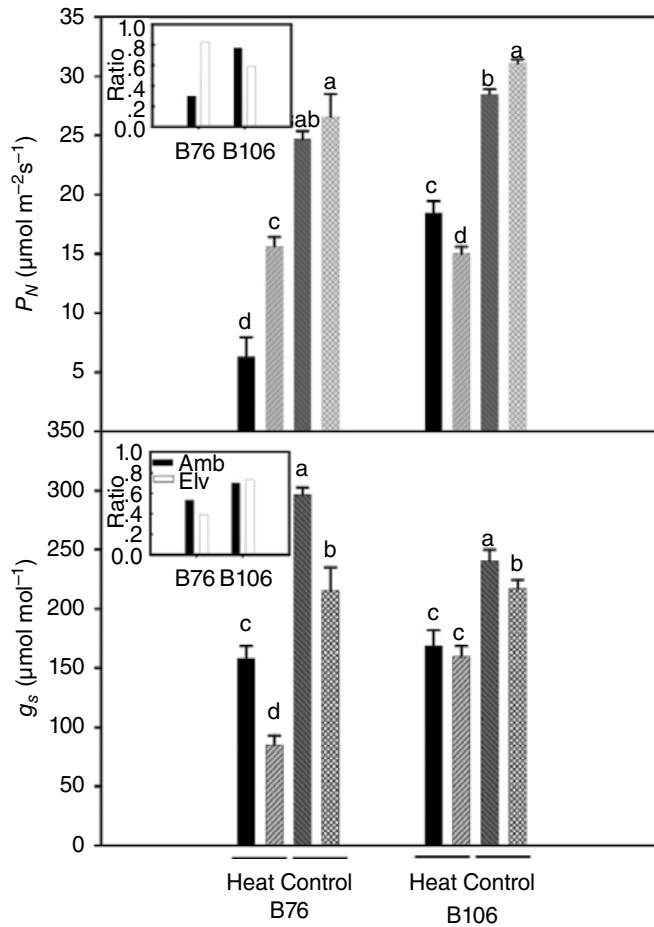 35
30
25
20
15
10
5
350
P_N (µmol m⁻²s⁻¹)
1.0
.8
.6
.4
.2
0.0
Ratio
B76 B106
d
c
ab
a
c
d
b
a
300
250
200
150
100
50
0
g_s (µmol mol⁻¹)
1.0
.8
.6
.4
.2
0.0
Ratio
Amb
Elv
B76 B106
c
d
a
b
c
c
a
b
Heat Control
B76
Heat Control
B106